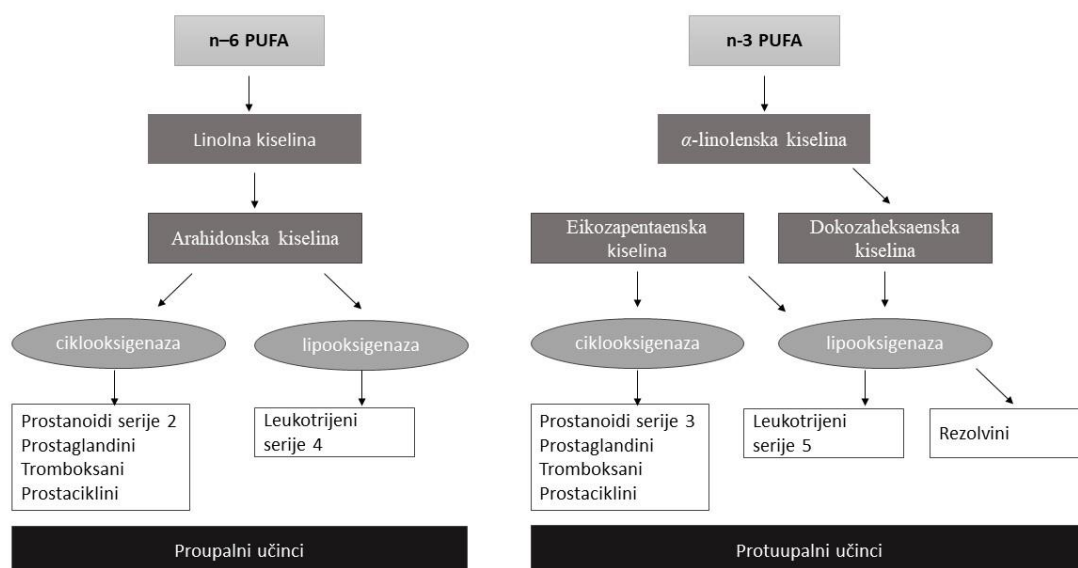 n–6 PUFA
Linolna kiselina
Arahidonska kiselina
ciklooksigenaza
lipooksigenaza
Prostanoidi serije 2
Prostaglandini
Tromboksani
Prostaciklini
Leukotrijeni
serije 4
Proupalni učinci
n-3 PUFA
α-linolenska kiselina
Eikozapentaenska
kiselina
Dokozaheksaenska
kiselina
ciklooksigenaza
lipooksigenaza
Prostanoidi serije 3
Prostaglandini
Tromboksani
Prostaciklini
Leukotrijeni
serije 5
Rezolvini
Protuupalni učinci